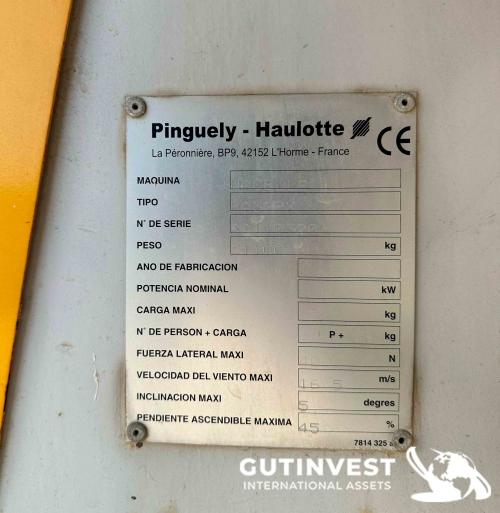 Pinguely - Haulotte
CE
La Péronnière, BP9, 42152 L'Horme - France
MAQUINA
TIPO
N° DE SERIE
PESO kg
ANO DE FABRICACION
POTENCIA NOMINAL kW
CARGA MAXI kg
N° DE PERSON + CARGA P + kg
FUERZA LATERAL MAXI N
VELOCIDAD DEL VIENTO MAXI 16.5 m/s
INCLINACION MAXI 5 degres
PENDIENTE ASCENDIBLE MAXIMA 45 %
7814 325
GUTINVEST
INTERNATIONAL ASSETS